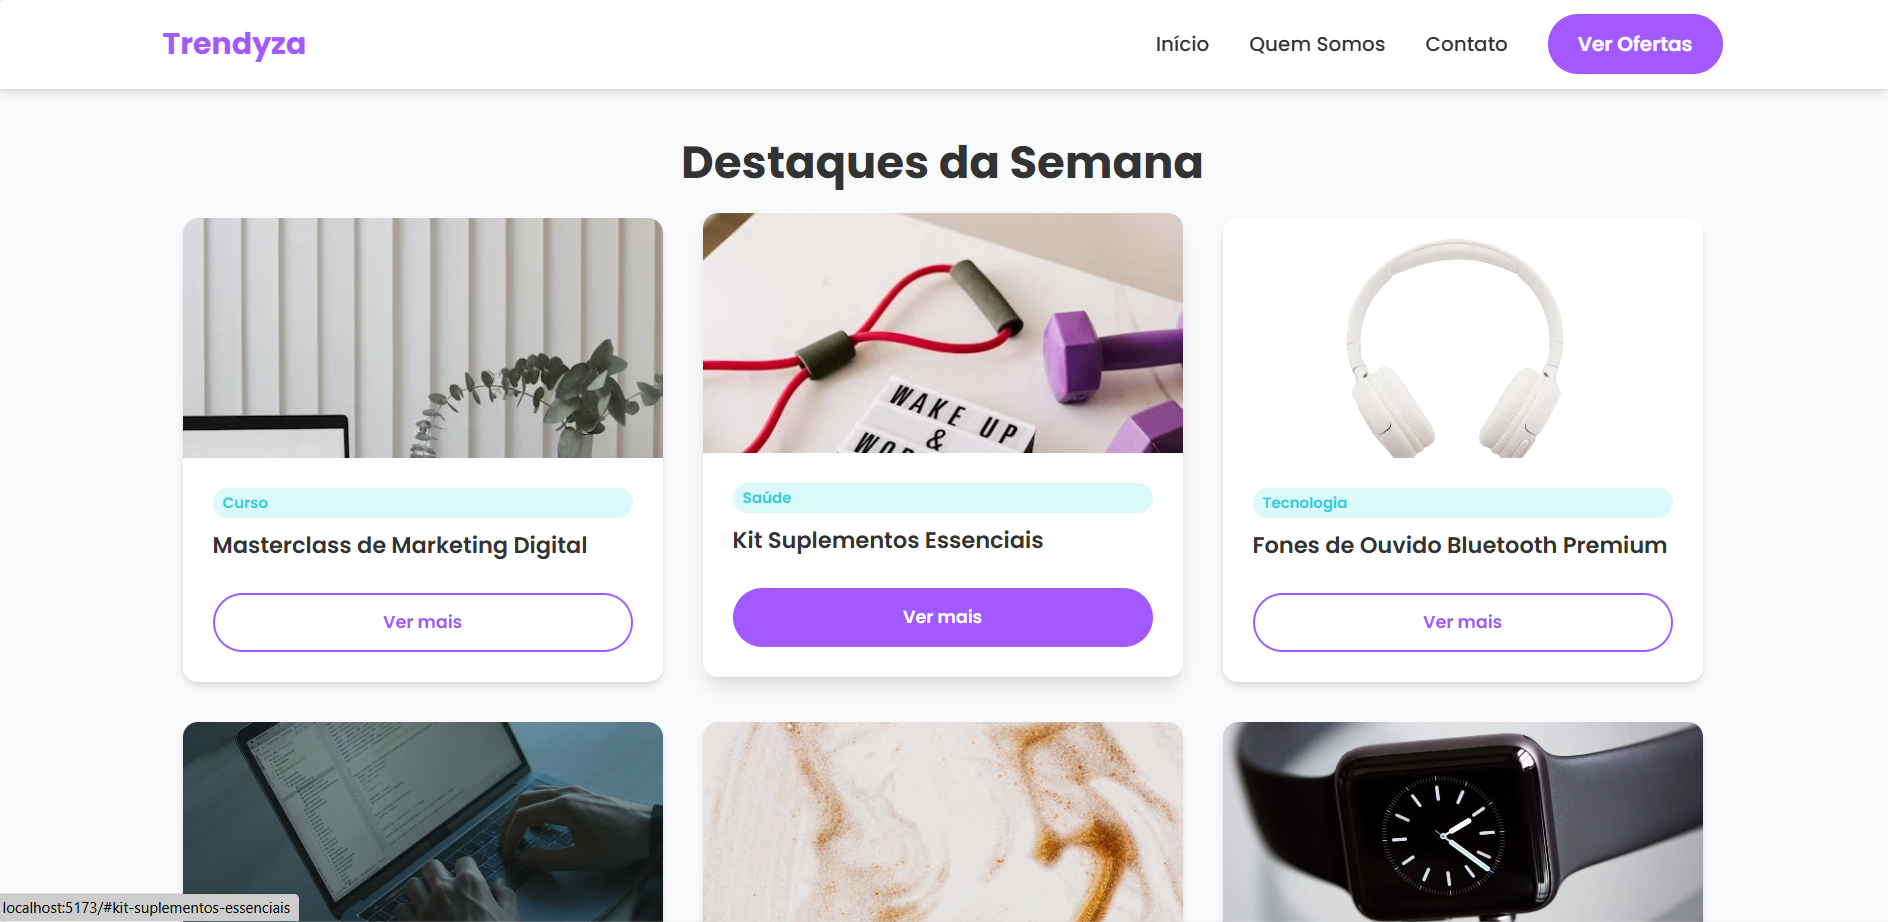 Trendyza
Início
Quem Somos
Contato
Ver Ofertas
Destaques da Semana
WAKE UP
&
Curso
Masterclass de Marketing Digital
Ver mais
Saúde
Kit Suplementos Essenciais
Ver mais
Tecnologia
Fones de Ouvido Bluetooth Premium
Ver mais
localhost:5173/#kit-suplementos-essenciais